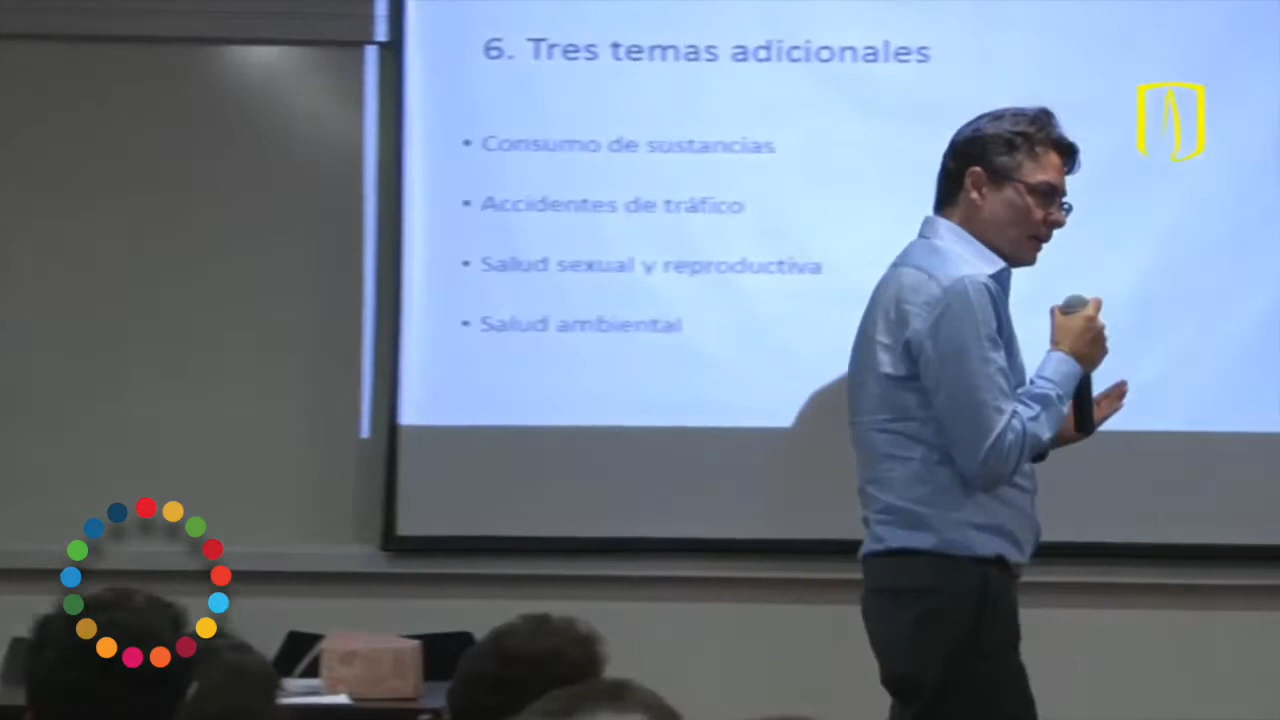 6. Tres temas adicionales
• Consumo de sustancias
• Accidentes de tráfico
• Salud sexual y reproductiva
• Salud ambiental